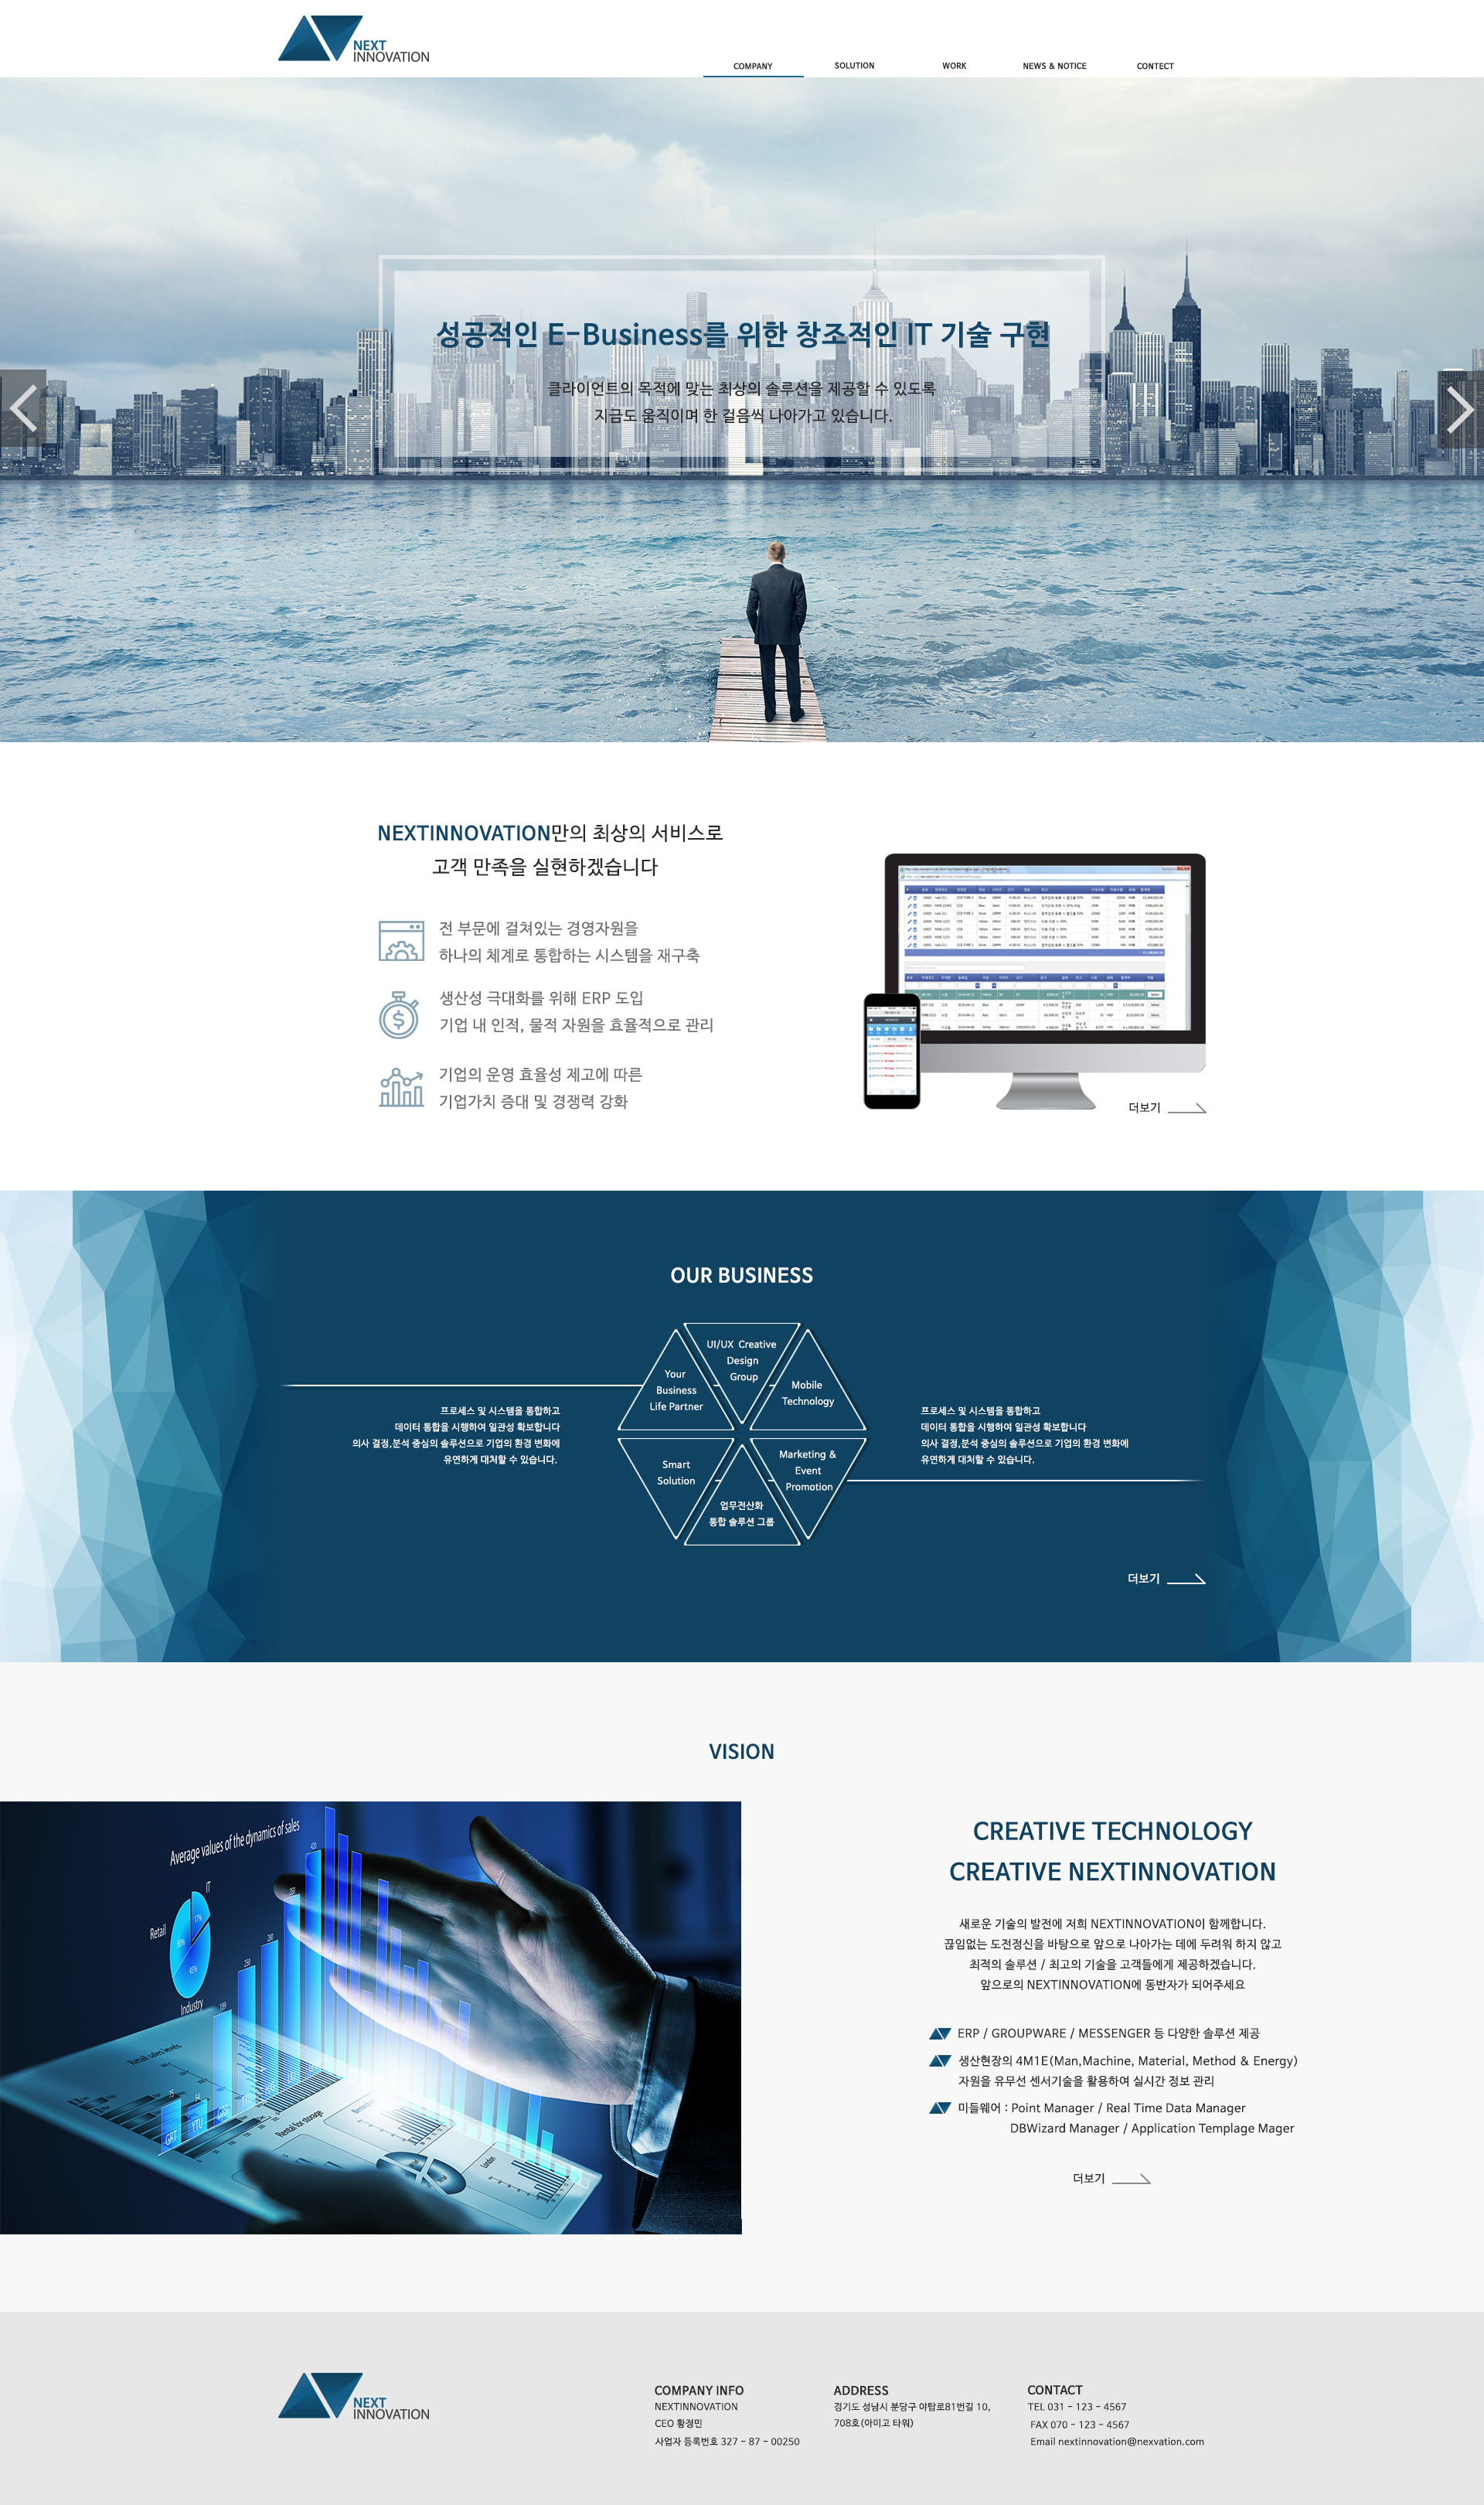 NEXT
INNOVATION
COMPANY
SOLUTION
WORK
NEWS & NOTICE
CONTECT
성공적인 E-Business를 위한 창조적인 IT 기술 구현
클라이언트의 목적에 맞는 최상의 솔루션을 제공할 수 있도록
지금도 움직이며 한 걸음씩 나아가고 있습니다.
NEXTINNOVATION만의 최상의 서비스로
고객 만족을 실현하겠습니다
전 부문에 걸쳐있는 경영자원을
하나의 체계로 통합하는 시스템을 재구축
생산성 극대화를 위해 ERP 도입
기업 내 인적, 물적 자원을 효율적으로 관리
기업의 운영 효율성 제고에 따른
기업가치 증대 및 경쟁력 강화
더보기
OUR BUSINESS
UI/UX Creative
Design
Group
Your
Business
Life Partner
Mobile
Technology
Smart
Solution
업무전산화
통합 솔루션 그룹
Marketing &
Event
Promotion
프로세스 및 시스템을 통합하고
데이터 통합을 시행하여 일관성 확보합니다
의사 결정,분석 중심의 솔루션으로 기업의 환경 변화에
유연하게 대처할 수 있습니다.
프로세스 및 시스템을 통합하고
데이터 통합을 시행하여 일관성 확보합니다
의사 결정,분석 중심의 솔루션으로 기업의 환경 변화에
유연하게 대처할 수 있습니다.
더보기
VISION
Average values of the dynamics of sales
IT
Retail
17%
30%
45%
Industry
Retail sales levels
Rental for storage
London
CREATIVE TECHNOLOGY
CREATIVE NEXTINNOVATION
새로운 기술의 발전에 저희 NEXTINNOVATION이 함께합니다.
끊임없는 도전정신을 바탕으로 앞으로 나아가는 데에 두려워 하지 않고
최적의 솔루션 / 최고의 기술을 고객들에게 제공하겠습니다.
앞으로의 NEXTINNOVATION에 동반자가 되어주세요
ERP / GROUPWARE / MESSENGER 등 다양한 솔루션 제공
생산현장의 4M1E(Man,Machine, Material, Method & Energy)
자원을 유무선 센서기술을 활용하여 실시간 정보 관리
미들웨어 : Point Manager / Real Time Data Manager
DBWizard Manager / Application Templage Mager
더보기
NEXT
INNOVATION
COMPANY INFO
NEXTINNOVATION
CEO 황정민
사업자 등록번호 327 - 87 - 00250
ADDRESS
경기도 성남시 분당구 야탑로81번길 10,
708호(아미고 타워)
CONTACT
TEL 031 - 123 - 4567
FAX 070 - 123 - 4567
Email nextinnovation@nexvation.com